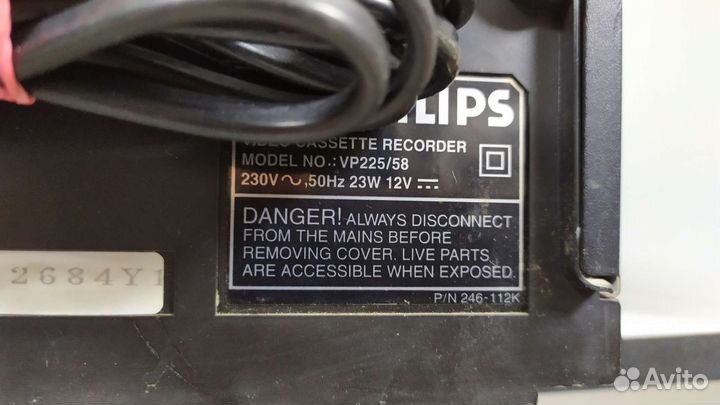 ILIPS
VIDEO CASSETTE RECORDER
MODEL NO.:VP225/58
230V ∿,50Hz 23W 12V ⎓
DANGER! ALWAYS DISCONNECT
FROM THE MAINS BEFORE
REMOVING COVER. LIVE PARTS
ARE ACCESSIBLE WHEN EXPOSED.
P/N 246-112K
2684Y1
Avito